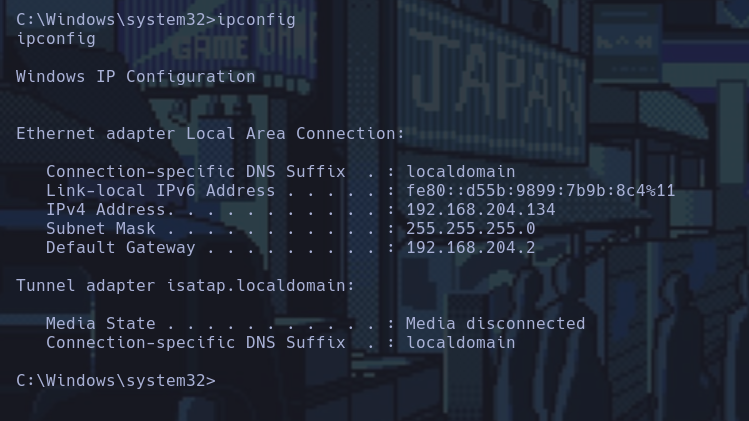 C:\Windows\system32>ipconfig
ipconfig
Windows IP Configuration
Ethernet adapter Local Area Connection:
Connection-specific DNS Suffix  . : localdomain
Link-local IPv6 Address . . . . . : fe80::d55b:9899:7b9b:8c4%11
IPv4 Address. . . . . . . . . . . : 192.168.204.134
Subnet Mask . . . . . . . . . . . : 255.255.255.0
Default Gateway . . . . . . . . . : 192.168.204.2
Tunnel adapter isatap.localdomain:
Media State . . . . . . . . . . . : Media disconnected
Connection-specific DNS Suffix  . : localdomain
C:\Windows\system32>
GAME
JAPAN